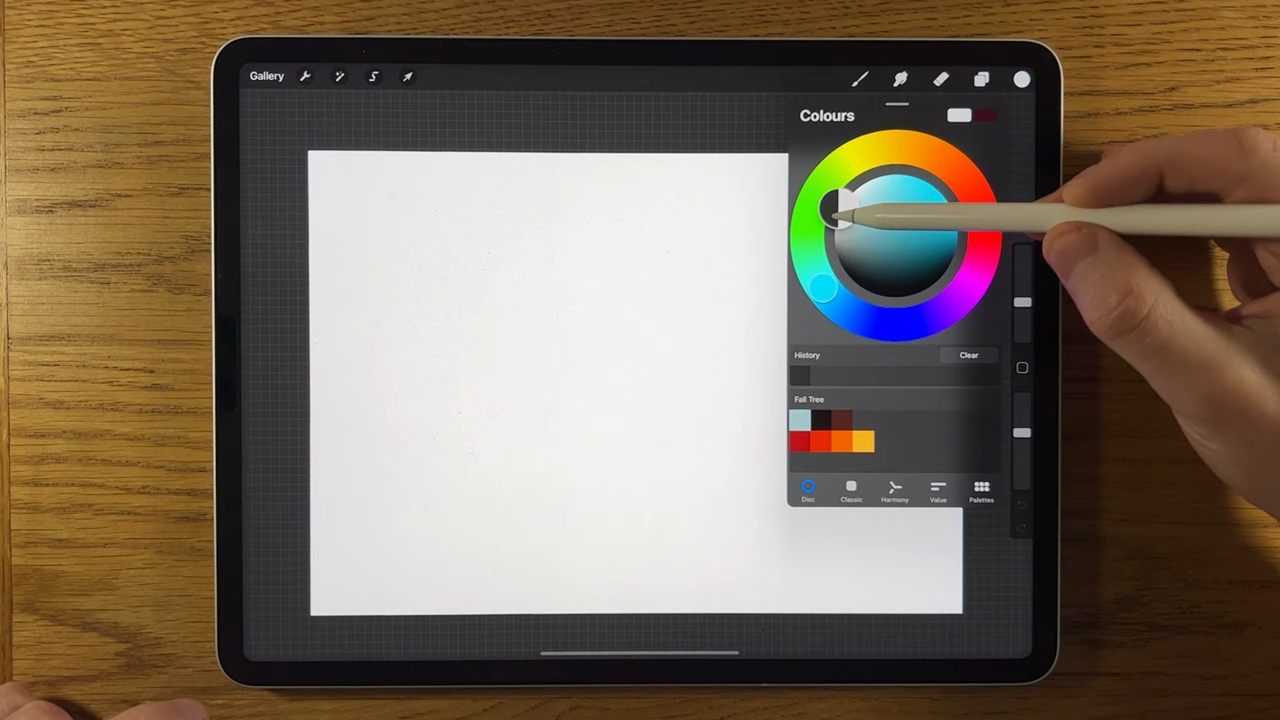 Gallery
Colours
History
Clear
Fall Tree
Disc
Classic
Harmony
Value
Palettes